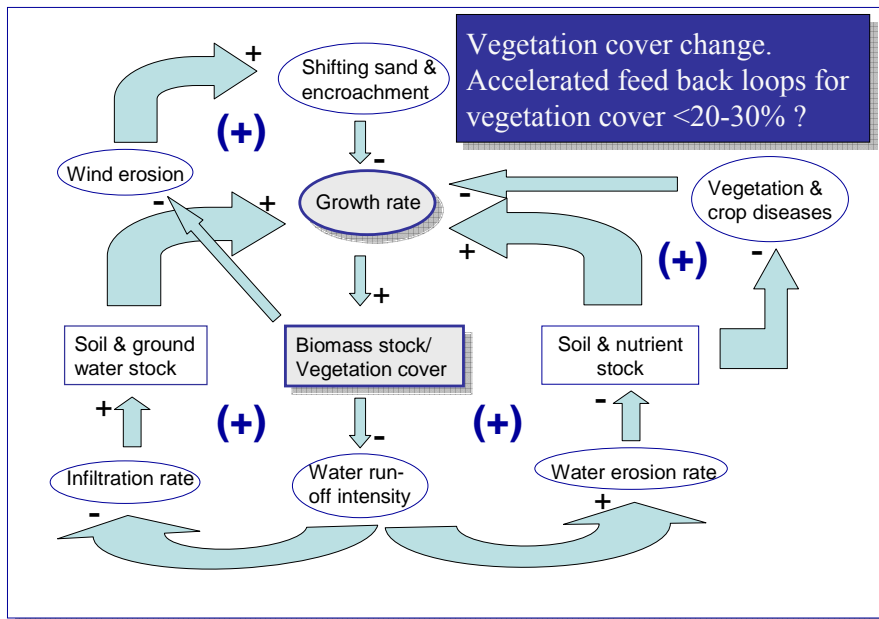 Vegetation cover change.
Accelerated feed back loops for
vegetation cover <20-30% ?
+
Shifting sand &
encroachment
(+)
-
Wind erosion
-
+
Growth rate
-
+
Vegetation &
crop diseases
(+)
-
+
Soil & ground
water stock
Biomass stock/
Vegetation cover
Soil & nutrient
stock
+
(+)
-
(+)
-
Infiltration rate
Water run-
off intensity
Water erosion rate
-
+